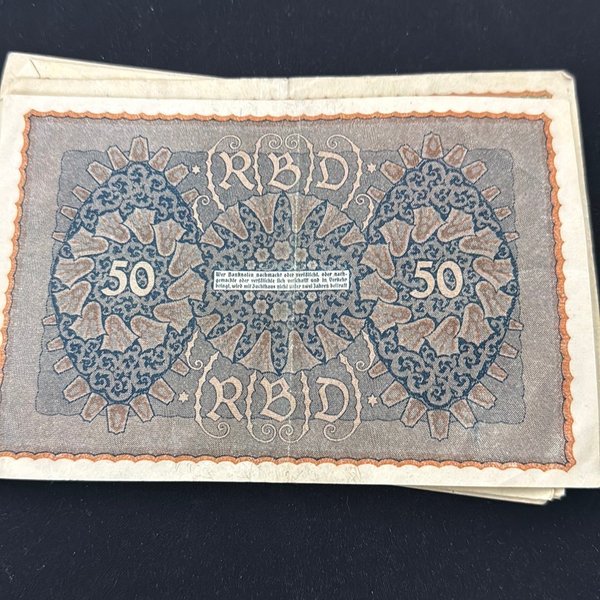 RBD
50
Wer Banknoten nachmacht oder verfälscht, oder nach-
gemachte oder verfälschte sich verschafft und in Verkehr
bringt, wird mit Zuchthaus nicht unter zwei Jahren bestraft
50
RBD